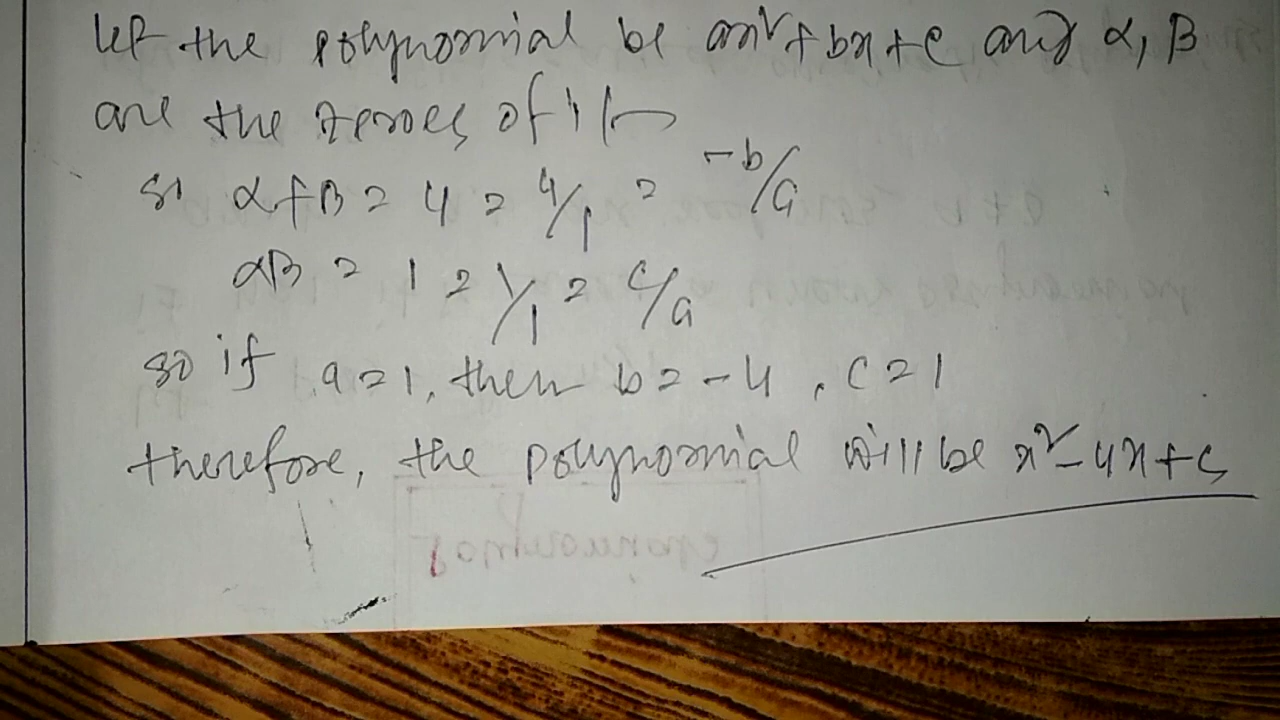 let the polynomial be ax²+bx+c and α, β
are the zeroes of it
so α+β = 4 = 4/1 = -b/a
αβ = 1 = 1/1 = c/a
so if a=1, then b=-4, c=1
therefore, the polynomial will be x²-4x+c